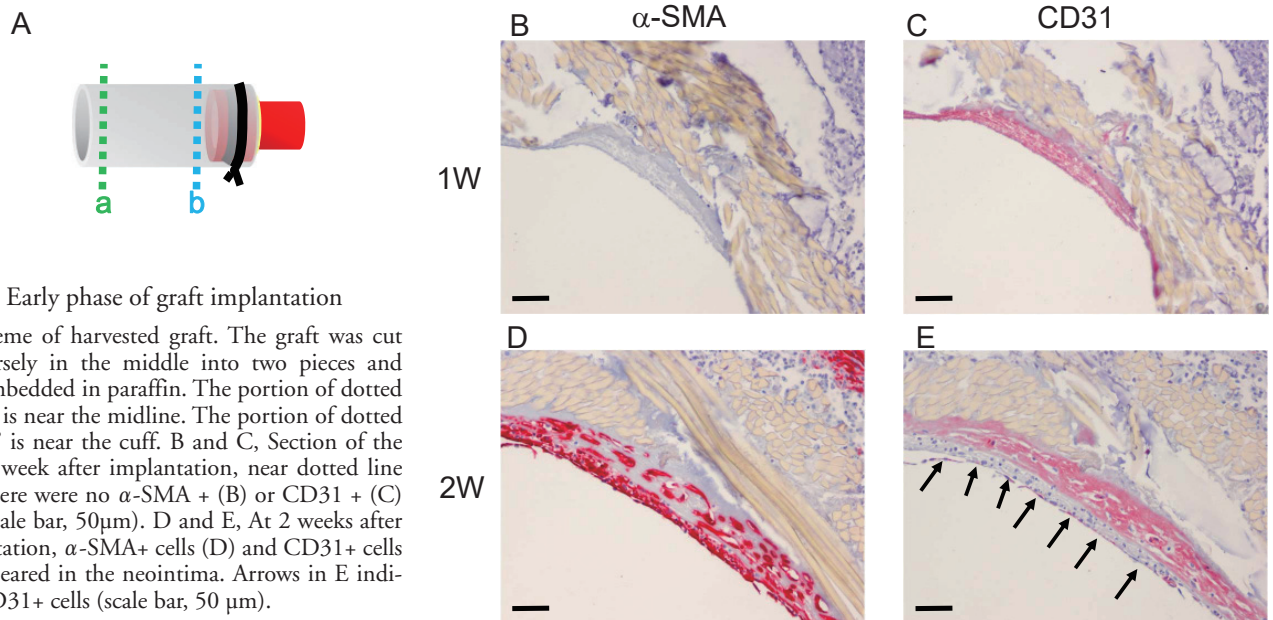 A
a
b
Early phase of graft implantation
eme of harvested graft. The graft was cut
rsely in the middle into two pieces and
mbedded in paraffin. The portion of dotted
is near the midline. The portion of dotted
is near the cuff. B and C, Section of the
week after implantation, near dotted line
ere were no α-SMA + (B) or CD31 + (C)
ale bar, 50μm). D and E, At 2 weeks after
tation, α-SMA+ cells (D) and CD31+ cells
peared in the neointima. Arrows in E indi-
D31+ cells (scale bar, 50 μm).
α-SMA
CD31
B
C
1W
D
E
2W